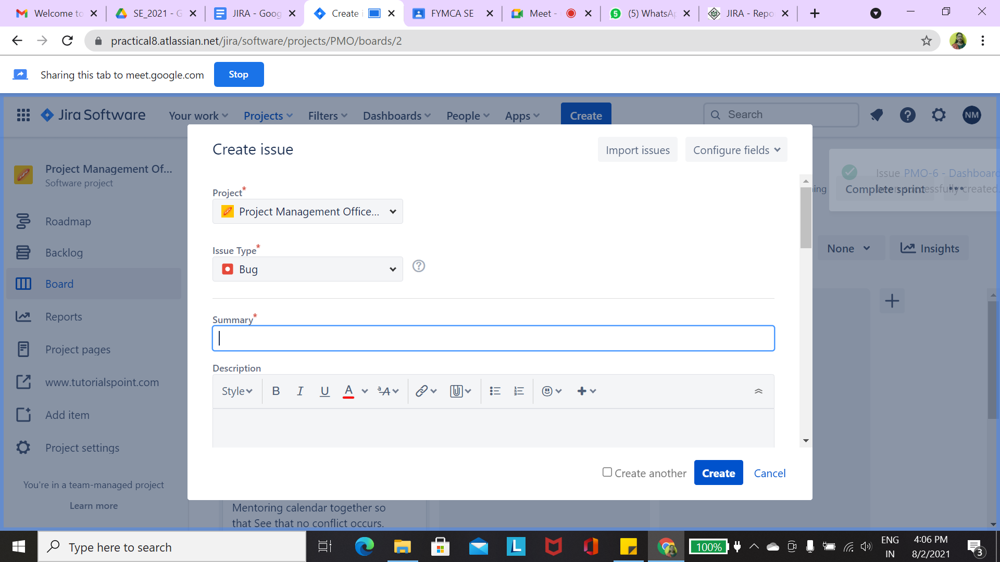 Welcome to
SE_2021 - G
JIRA - Goog
Create i
FYMCA SE
Meet -
(5) WhatsAp
JIRA - Repo
practical8.atlassian.net/jira/software/projects/PMO/boards/2
Sharing this tab to meet.google.com
Stop
Jira Software
Your work
Projects
Filters
Dashboards
People
Apps
Create
Search
NM
Project Management Of...
Software project
Roadmap
Backlog
Board
Reports
Project pages
www.tutorialspoint.com
Add item
Project settings
You're in a team-managed project
Learn more
Create issue
Import issues
Configure fields
Project*
Project Management Office...
Issue Type*
Bug
Summary*
Description
Style
Create another
Create
Cancel
Issue PMO-6 - Dashboard
successfully created.
Complete sprint
None
Insights
Mentoring calendar together so
that See that no conflict occurs.
Type here to search
100%
ENG
IN
4:06 PM
8/2/2021
3